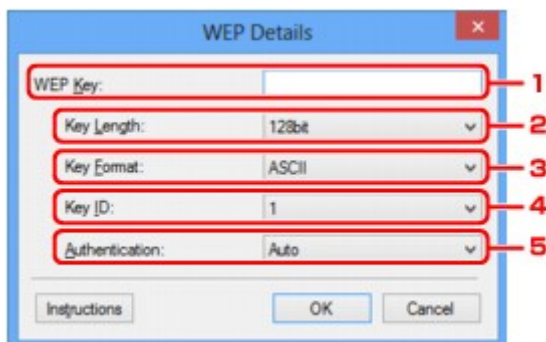 WEP Details
WEP Key: 1
Key Length: 128bit 2
Key Format: ASCII 3
Key ID: 1 4
Authentication: Auto 5
Instructions OK Cancel